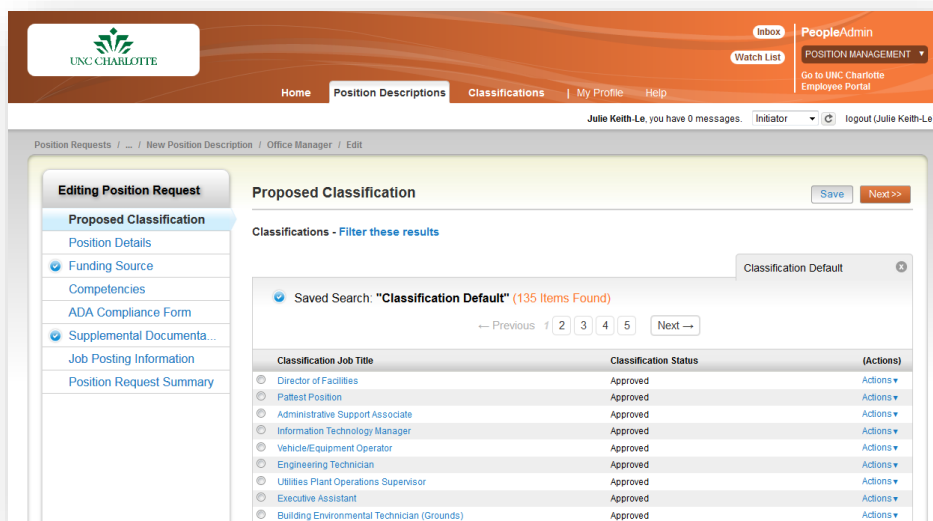 UNC CHARLOTTE
Inbox
PeopleAdmin
Watch List
POSITION MANAGEMENT
Go to UNC Charlotte
Employee Portal
Home Position Descriptions Classifications | My Profile Help
Julie Keith-Le, you have 0 messages. Initiator logout (Julie Keith-Le
Position Requests / ... / New Position Description / Office Manager / Edit
Editing Position Request
Proposed Classification
Position Details
Funding Source
Competencies
ADA Compliance Form
Supplemental Documenta...
Job Posting Information
Position Request Summary
Proposed Classification
Save Next >>
Classifications - Filter these results
Classification Default
Saved Search: "Classification Default" (135 Items Found)
← Previous 1 2 3 4 5 Next →
Classification Job Title Classification Status (Actions)
Director of Facilities Approved Actions
Pattest Position Approved Actions
Administrative Support Associate Approved Actions
Information Technology Manager Approved Actions
Vehicle/Equipment Operator Approved Actions
Engineering Technician Approved Actions
Utilities Plant Operations Supervisor Approved Actions
Executive Assistant Approved Actions
Building Environmental Technician (Grounds) Approved Actions